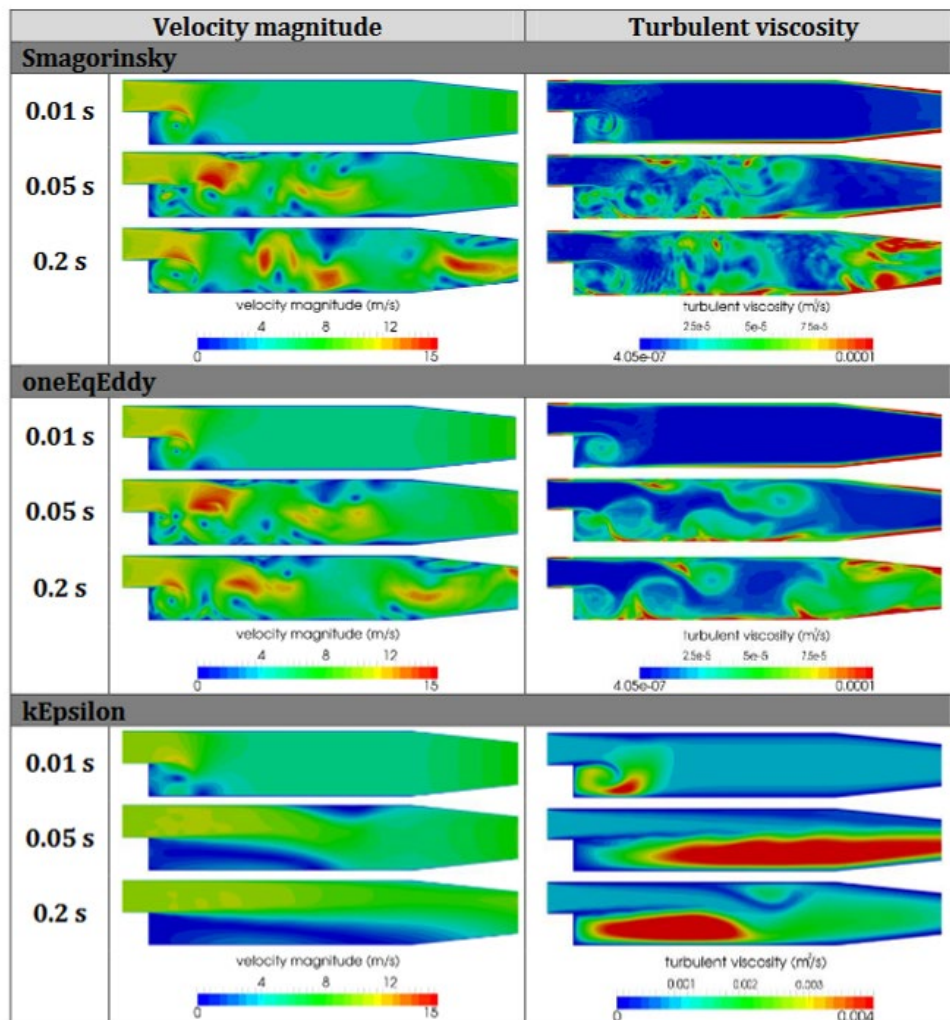 Velocity magnitude Turbulent viscosity
Smagorinsky
0.01 s
0.05 s
0.2 s
velocity magnitude (m/s) turbulent viscosity (m²/s)
4 8 12 2.5e-5 5e-5 7.5e-5
0 15 4.05e-07 0.0001
oneEqEddy
0.01 s
0.05 s
0.2 s
velocity magnitude (m/s) turbulent viscosity (m²/s)
4 8 12 2.5e-5 5e-5 7.5e-5
0 15 4.05e-07 0.0001
kEpsilon
0.01 s
0.05 s
0.2 s
velocity magnitude (m/s) turbulent viscosity (m²/s)
4 8 12 0.001 0.002 0.003
0 15 0 0.004